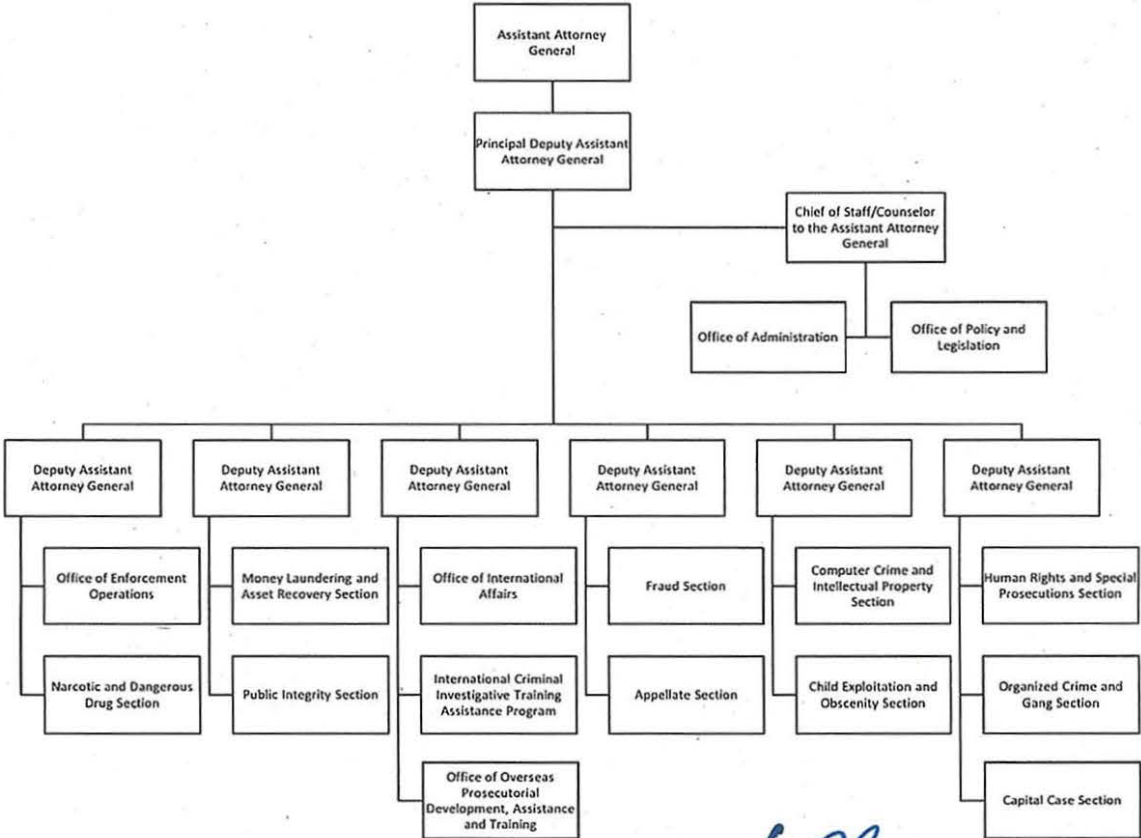 Assistant Attorney
General
Principal Deputy Assistant
Attorney General
Chief of Staff/Counselor
to the Assistant Attorney
General
Office of Administration
Office of Policy and
Legislation
Deputy Assistant
Attorney General
Deputy Assistant
Attorney General
Deputy Assistant
Attorney General
Deputy Assistant
Attorney General
Deputy Assistant
Attorney General
Deputy Assistant
Attorney General
Office of Enforcement
Operations
Money Laundering and
Asset Recovery Section
Office of International
Affairs
Fraud Section
Computer Crime and
Intellectual Property
Section
Human Rights and Special
Prosecutions Section
Narcotic and Dangerous
Drug Section
Public Integrity Section
International Criminal
Investigative Training
Assistance Program
Appellate Section
Child Exploitation and
Obscenity Section
Organized Crime and
Gang Section
Office of Overseas
Prosecutorial
Development, Assistance
and Training
Capital Case Section